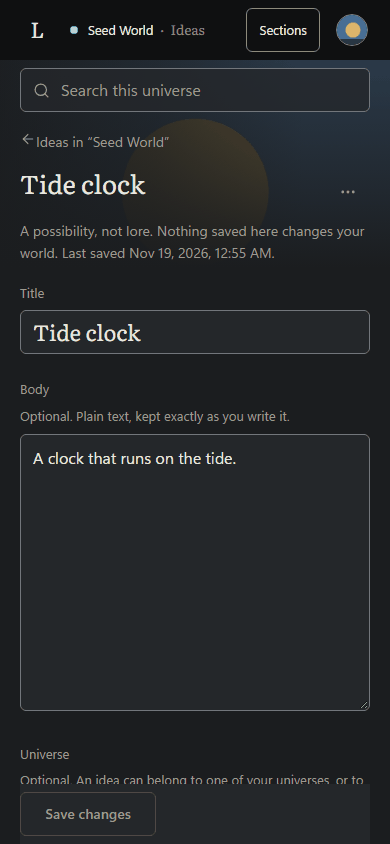 L
Seed World · Ideas
Sections
Search this universe
Ideas in “Seed World”
Tide clock
A possibility, not lore. Nothing saved here changes your
world. Last saved Nov 19, 2026, 12:55 AM.
Title
Tide clock
Body
Optional. Plain text, kept exactly as you write it.
A clock that runs on the tide.
Universe
Optional. An idea can belong to one of your universes, or to
Save changes